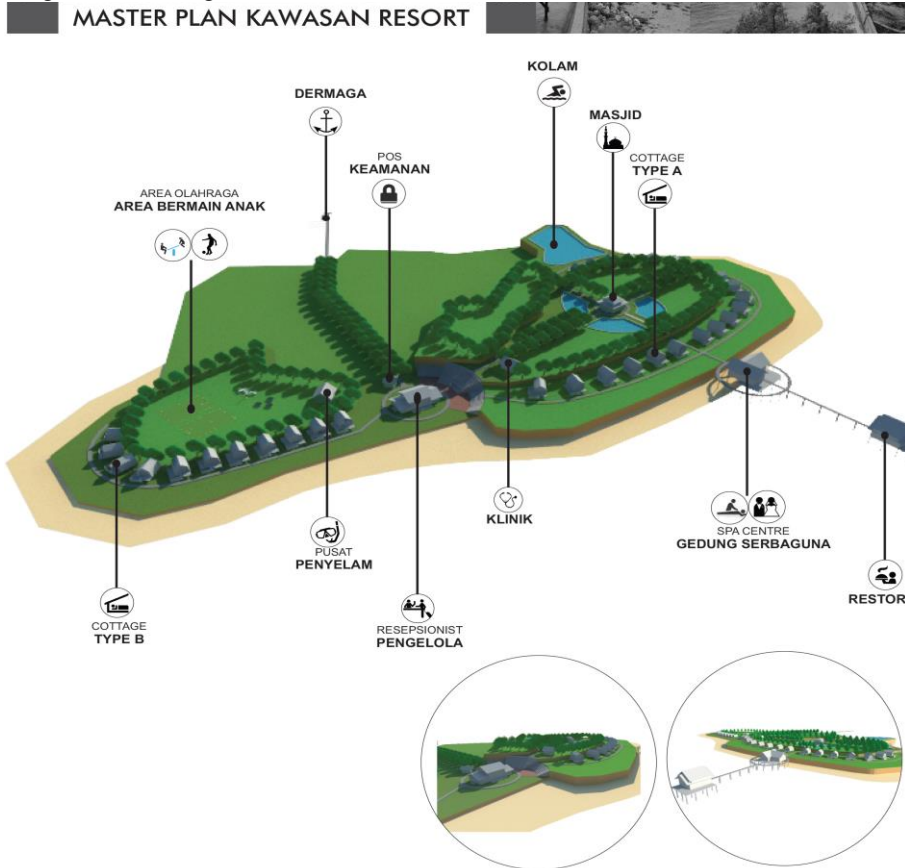 MASTER PLAN KAWASAN RESORT
KOLAM
DERMAGA
MASJID
POS
KEAMANAN
COTTAGE
TYPE A
AREA OLAHRAGA
AREA BERMAIN ANAK
KLINIK
PUSAT
PENYELAM
SPA CENTRE
GEDUNG SERBAGUNA
RESTOR
COTTAGE
TYPE B
RESEPSIONIST
PENGELOLA